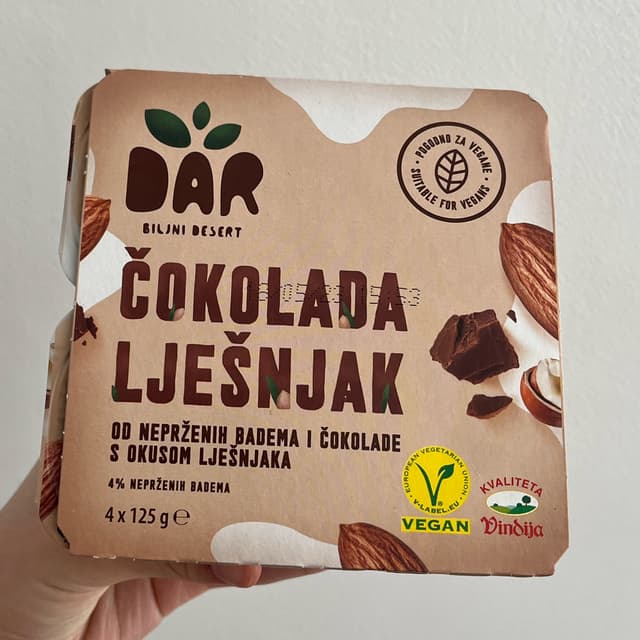 DAR
BILJNI DESERT
• POGODNO ZA VEGANE •
SUITABLE FOR VEGANS
ČOKOLADA
LJEŠNJAK
OD NEPRŽENIH BADEMA I ČOKOLADE
S OKUSOM LJEŠNJAKA
4% NEPRŽENIH BADEMA
4 x 125 g ℮
EUROPEAN VEGETARIAN UNION
V-LABEL.EU
VEGAN
KVALITETA
Vindija